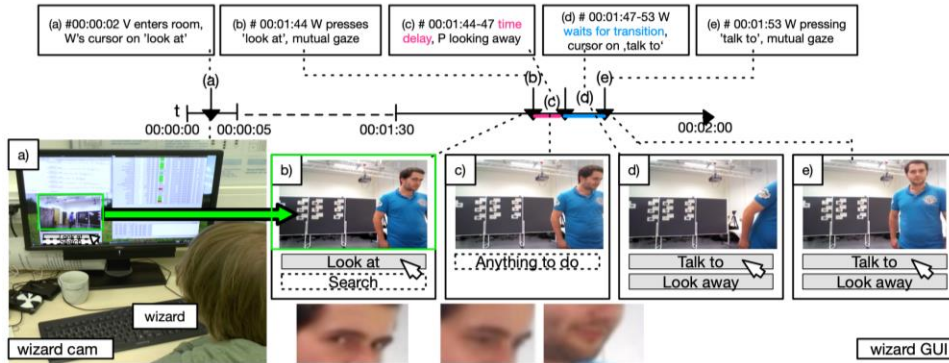 (a) #00:00:02 V enters room,
W's cursor on 'look at'
(b) # 00:01:44 W presses
'look at', mutual gaze
(c) # 00:01:44-47 time
delay, P looking away
(d) # 00:01:47-53 W
waits for transition,
cursor on ‚talk to‘
(e) # 00:01:53 W pressing
'talk to', mutual gaze
(a)
(b)
(c)
(d)
(e)
t
00:00:00
00:00:05
00:01:30
00:02:00
a)
b)
c)
d)
e)
Look at
Search
Anything to do
Talk to
Look away
Talk to
Look away
wizard
wizard cam
wizard GUI